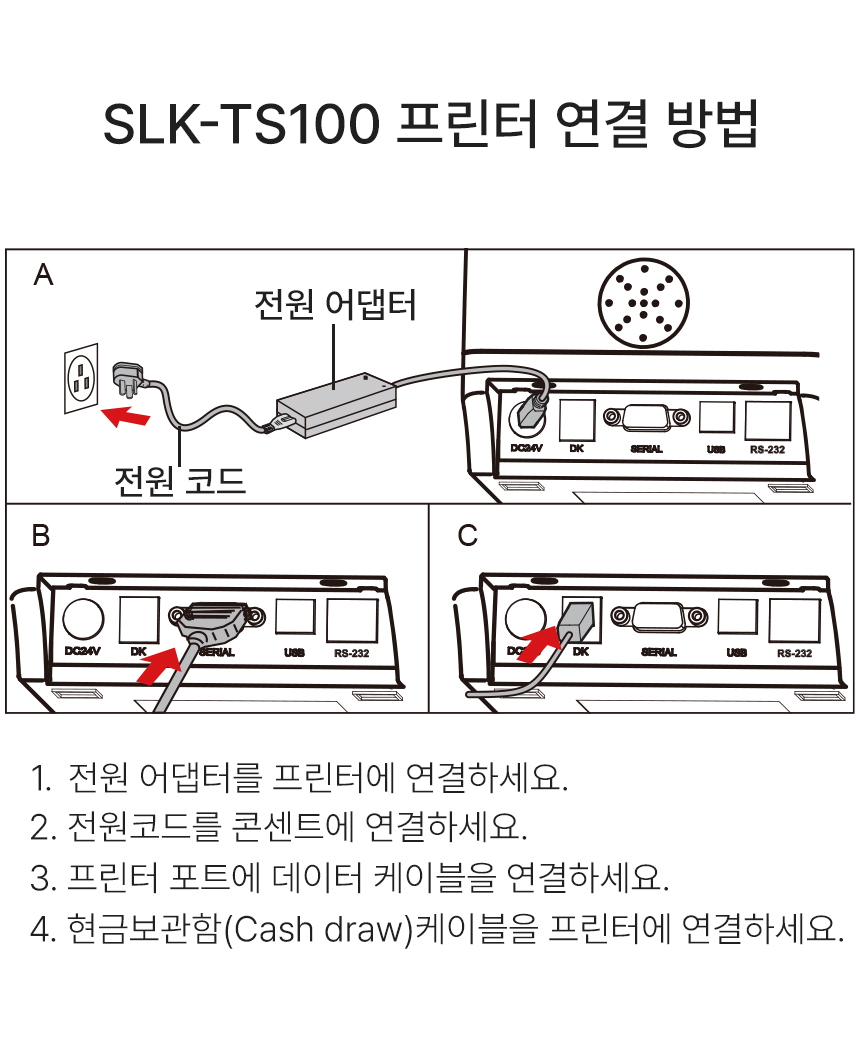 SLK-TS100 프린터 연결 방법
A
전원 어댑터
DC24V DK SERIAL USB RS-232
전원 코드
B
C
DC24V DK SERIAL USB RS-232
DK SERIAL USB RS-232
1. 전원 어댑터를 프린터에 연결하세요.
2. 전원코드를 콘센트에 연결하세요.
3. 프린터 포트에 데이터 케이블을 연결하세요.
4. 현금보관함(Cash draw)케이블을 프린터에 연결하세요.